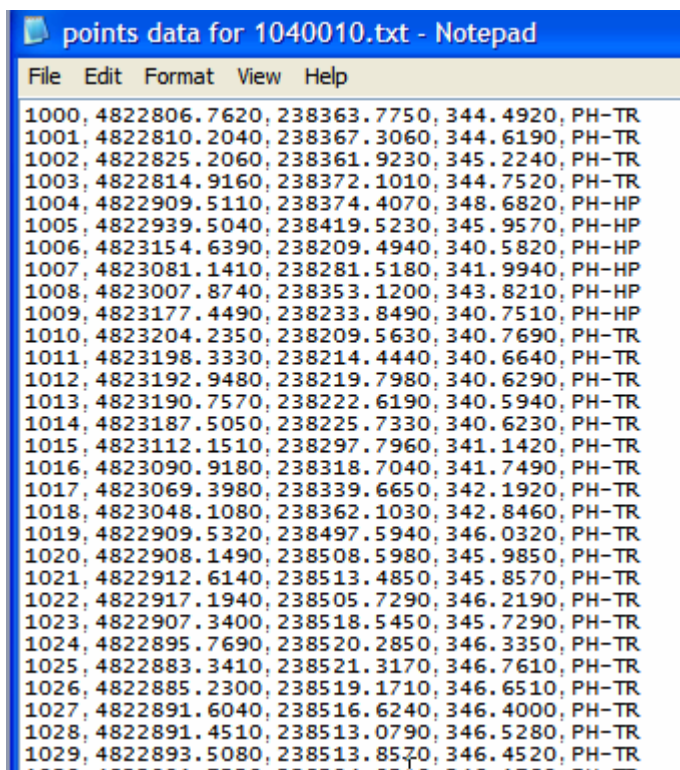 points data for 1040010.txt - Notepad
File Edit Format View Help
1000,4822806.7620,238363.7750,344.4920,PH-TR
1001,4822810.2040,238367.3060,344.6190,PH-TR
1002,4822825.2060,238361.9230,345.2240,PH-TR
1003,4822814.9160,238372.1010,344.7520,PH-TR
1004,4822909.5110,238374.4070,348.6820,PH-HP
1005,4822939.5040,238419.5230,345.9570,PH-HP
1006,4823154.6390,238209.4940,340.5820,PH-HP
1007,4823081.1410,238281.5180,341.9940,PH-HP
1008,4823007.8740,238353.1200,343.8210,PH-HP
1009,4823177.4490,238233.8490,340.7510,PH-HP
1010,4823204.2350,238209.5630,340.7690,PH-TR
1011,4823198.3330,238214.4440,340.6640,PH-TR
1012,4823192.9480,238219.7980,340.6290,PH-TR
1013,4823190.7570,238222.6190,340.5940,PH-TR
1014,4823187.5050,238225.7330,340.6230,PH-TR
1015,4823112.1510,238297.7960,341.1420,PH-TR
1016,4823090.9180,238318.7040,341.7490,PH-TR
1017,4823069.3980,238339.6650,342.1920,PH-TR
1018,4823048.1080,238362.1030,342.8460,PH-TR
1019,4822909.5320,238497.5940,346.0320,PH-TR
1020,4822908.1490,238508.5980,345.9850,PH-TR
1021,4822912.6140,238513.4850,345.8570,PH-TR
1022,4822917.1940,238505.7290,346.2190,PH-TR
1023,4822907.3400,238518.5450,345.7290,PH-TR
1024,4822895.7690,238520.2850,346.3350,PH-TR
1025,4822883.3410,238521.3170,346.7610,PH-TR
1026,4822885.2300,238519.1710,346.6510,PH-TR
1027,4822891.6040,238516.6240,346.4000,PH-TR
1028,4822891.4510,238513.0790,346.5280,PH-TR
1029,4822893.5080,238513.8570,346.4520,PH-TR